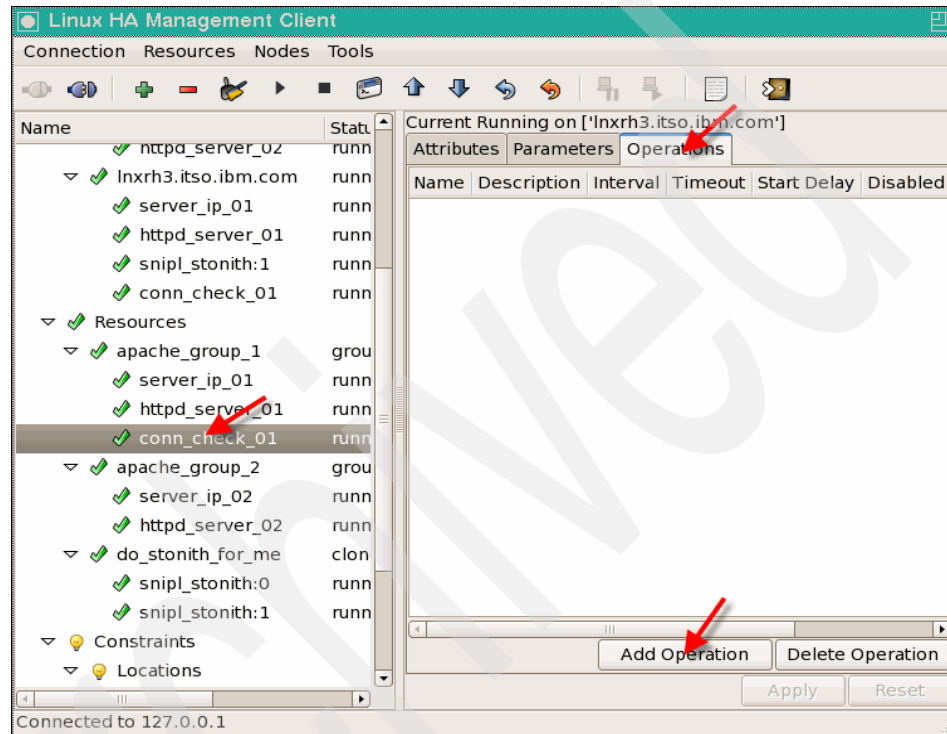 Linux HA Management Client
Connection Resources Nodes Tools
Name Statu
httpd_server_02 runn
lnxrh3.itso.ibm.com runn
server_ip_01 runn
httpd_server_01 runn
snipl_stonith:1 runn
conn_check_01 runn
Resources
apache_group_1 grou
server_ip_01 runn
httpd_server_01 runn
conn_check_01 runn
apache_group_2 grou
server_ip_02 runn
httpd_server_02 runn
do_stonith_for_me clon
snipl_stonith:0 runn
snipl_stonith:1 runn
Constraints
Locations
Connected to 127.0.0.1
Current Running on ['lnxrh3.itso.ibm.com']
Attributes Parameters Operations
Name Description Interval Timeout Start Delay Disabled
Add Operation Delete Operation
Apply Reset